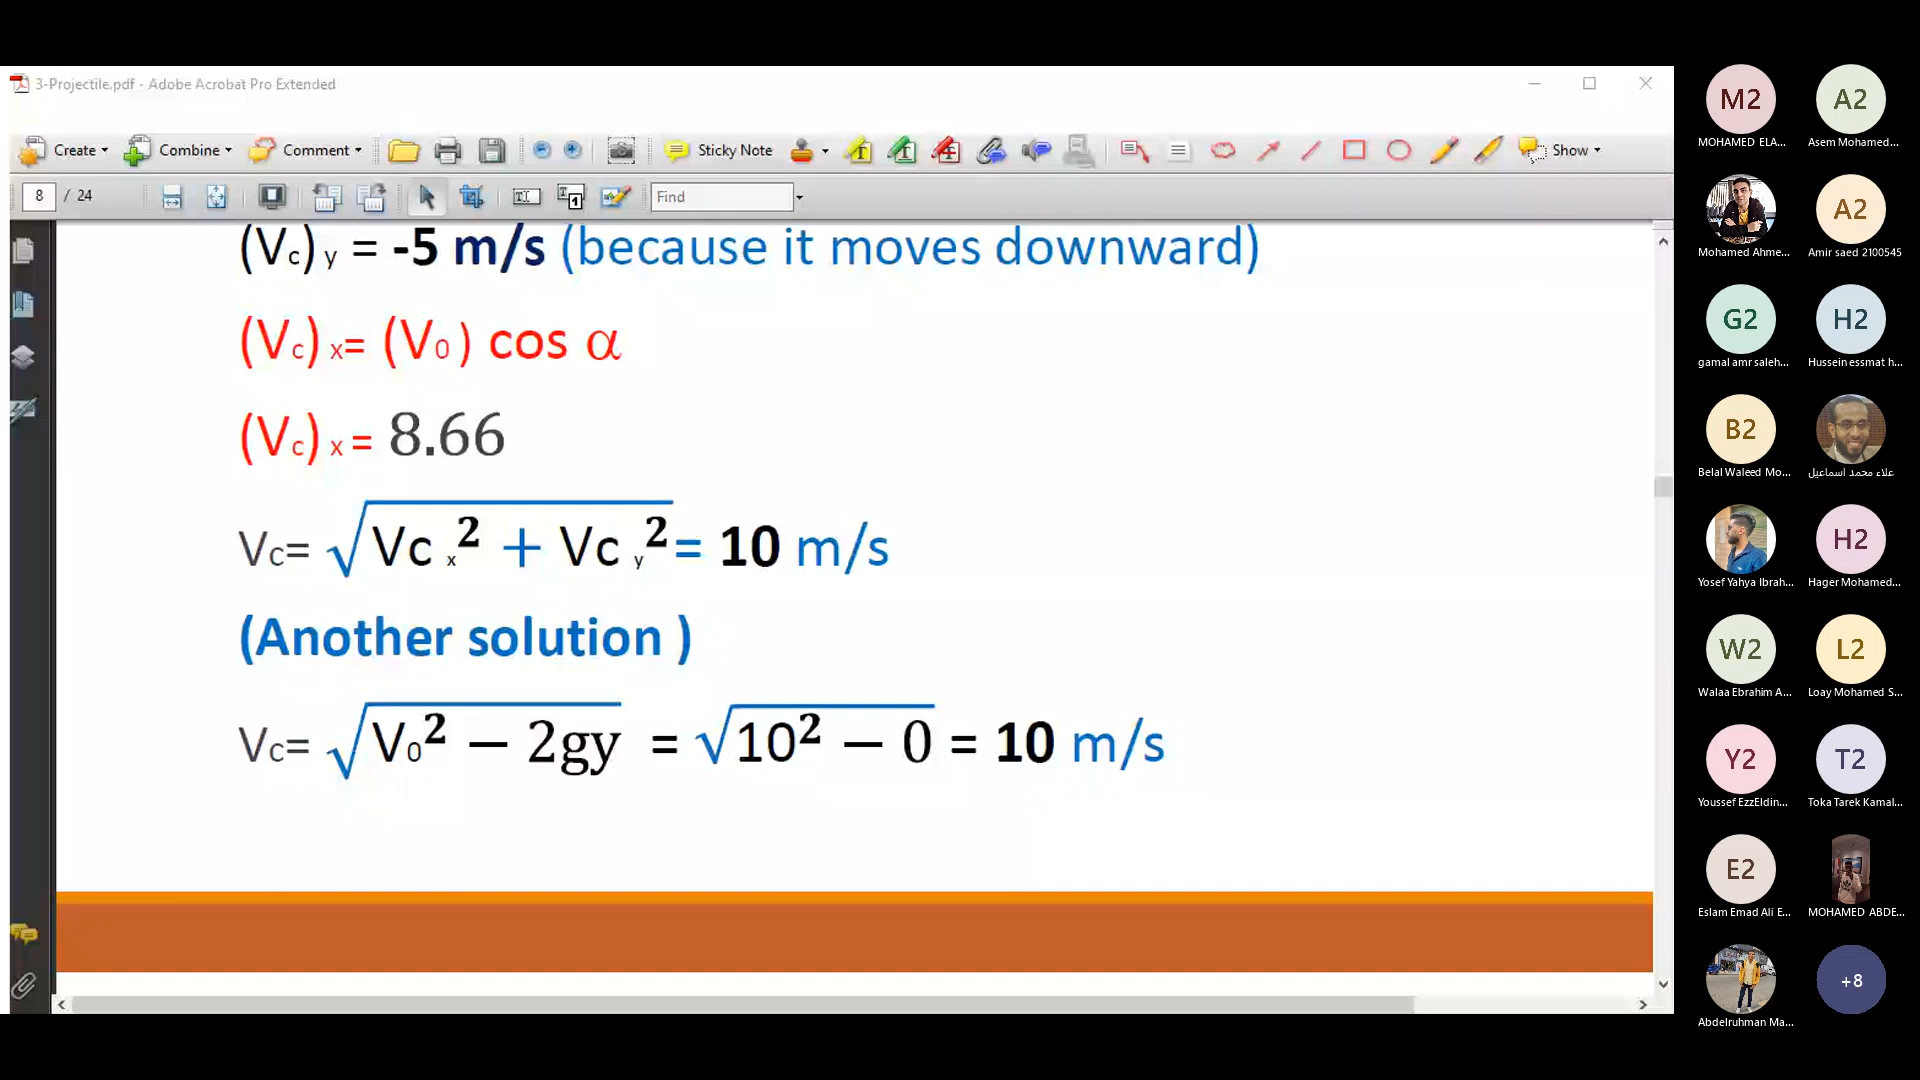 3-Projectile.pdf - Adobe Acrobat Pro Extended
Create Combine Comment Sticky Note Show
8 / 24 Find
(Vc) y = -5 m/s (because it moves downward)
(Vc) x= (V0 ) cos α
(Vc) x = 8.66
Vc= √Vc x² + Vc y² = 10 m/s
(Another solution )
Vc= √V0² − 2gy = √10² − 0 = 10 m/s
M2 A2
MOHAMED ELA... Asem Mohamed...
A2
Mohamed Ahme... Amir saed 2100545
G2 H2
gamal amr saleh... Hussein essmat h...
B2
Belal Waleed Mo... علاء محمد اسماعيل
H2
Yosef Yahya Ibrah... Hager Mohamed...
W2 L2
Walaa Ebrahim A... Loay Mohamed S...
Y2 T2
Youssef EzzEldin... Toka Tarek Kamal...
E2
Eslam Emad Ali E... MOHAMED ABDE...
+8
Abdelruhman Ma...